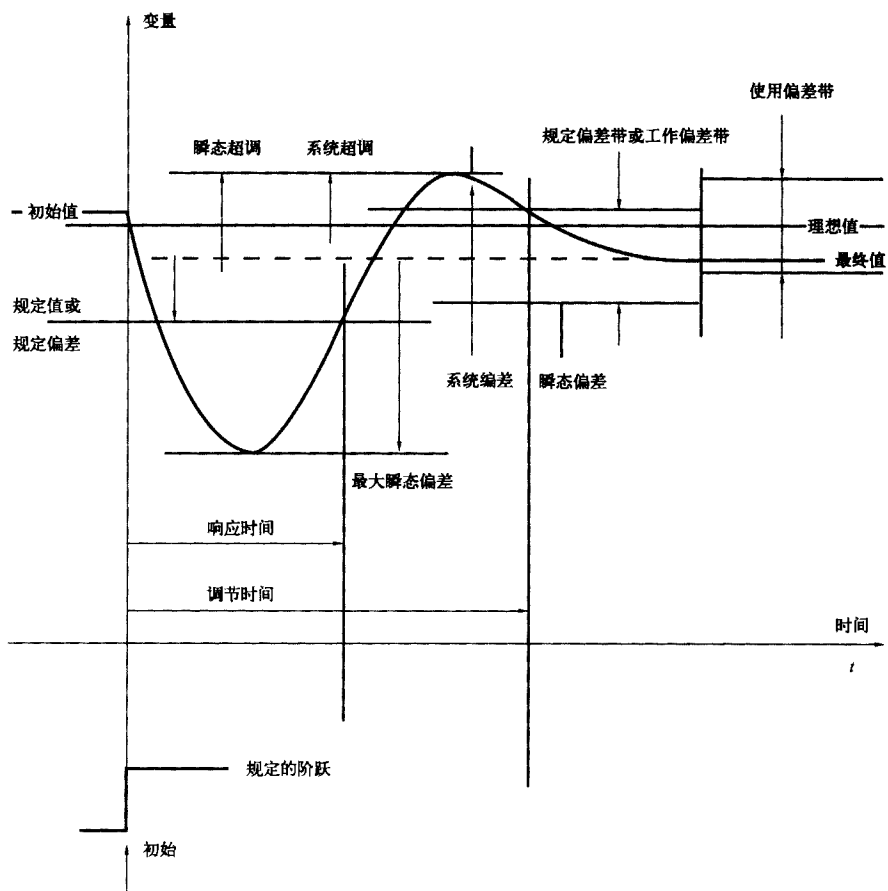 变量
使用偏差带
规定偏差带或工作偏差带
瞬态超调
系统超调
初始值
理想值
最终值
规定值或
规定偏差
系统编差
瞬态偏差
最大瞬态偏差
响应时间
调节时间
时间
t
规定的阶跃
初始